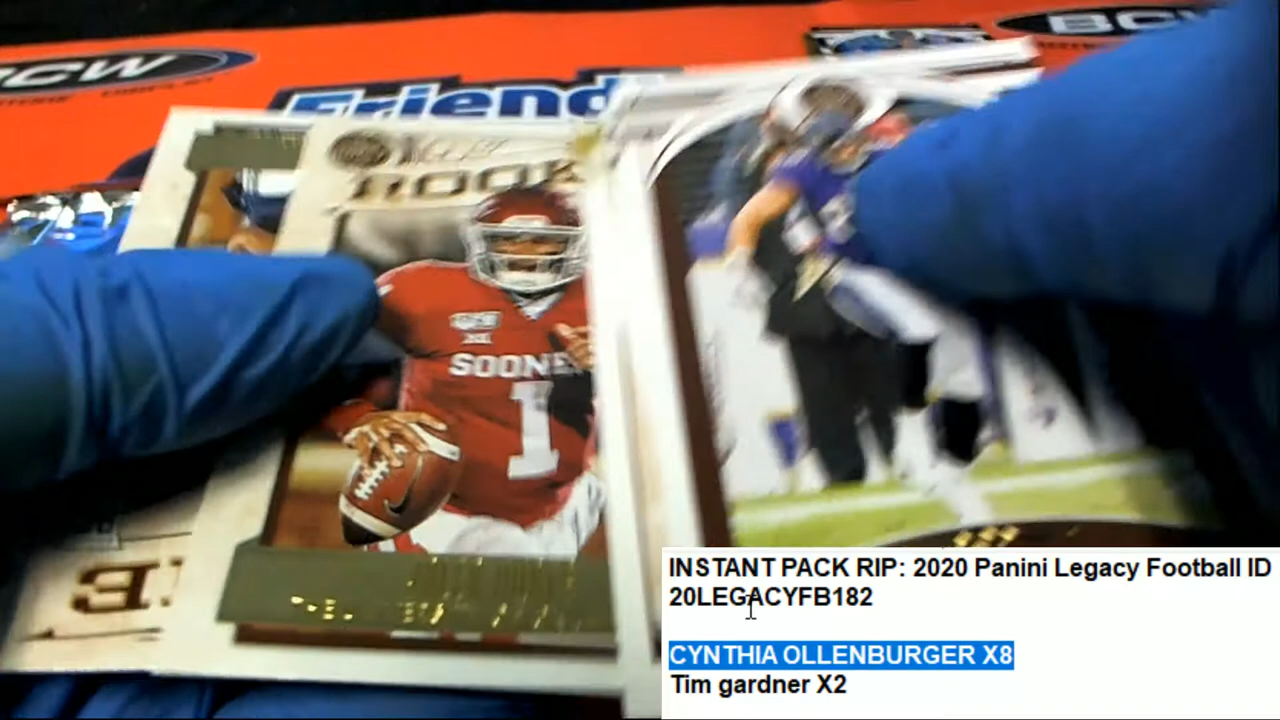 BCW
BCW
Friend
ROOK
SOONE
1
INSTANT PACK RIP: 2020 Panini Legacy Football ID
20LEGACYFB182
CYNTHIA OLLENBURGER X8
Tim gardner X2